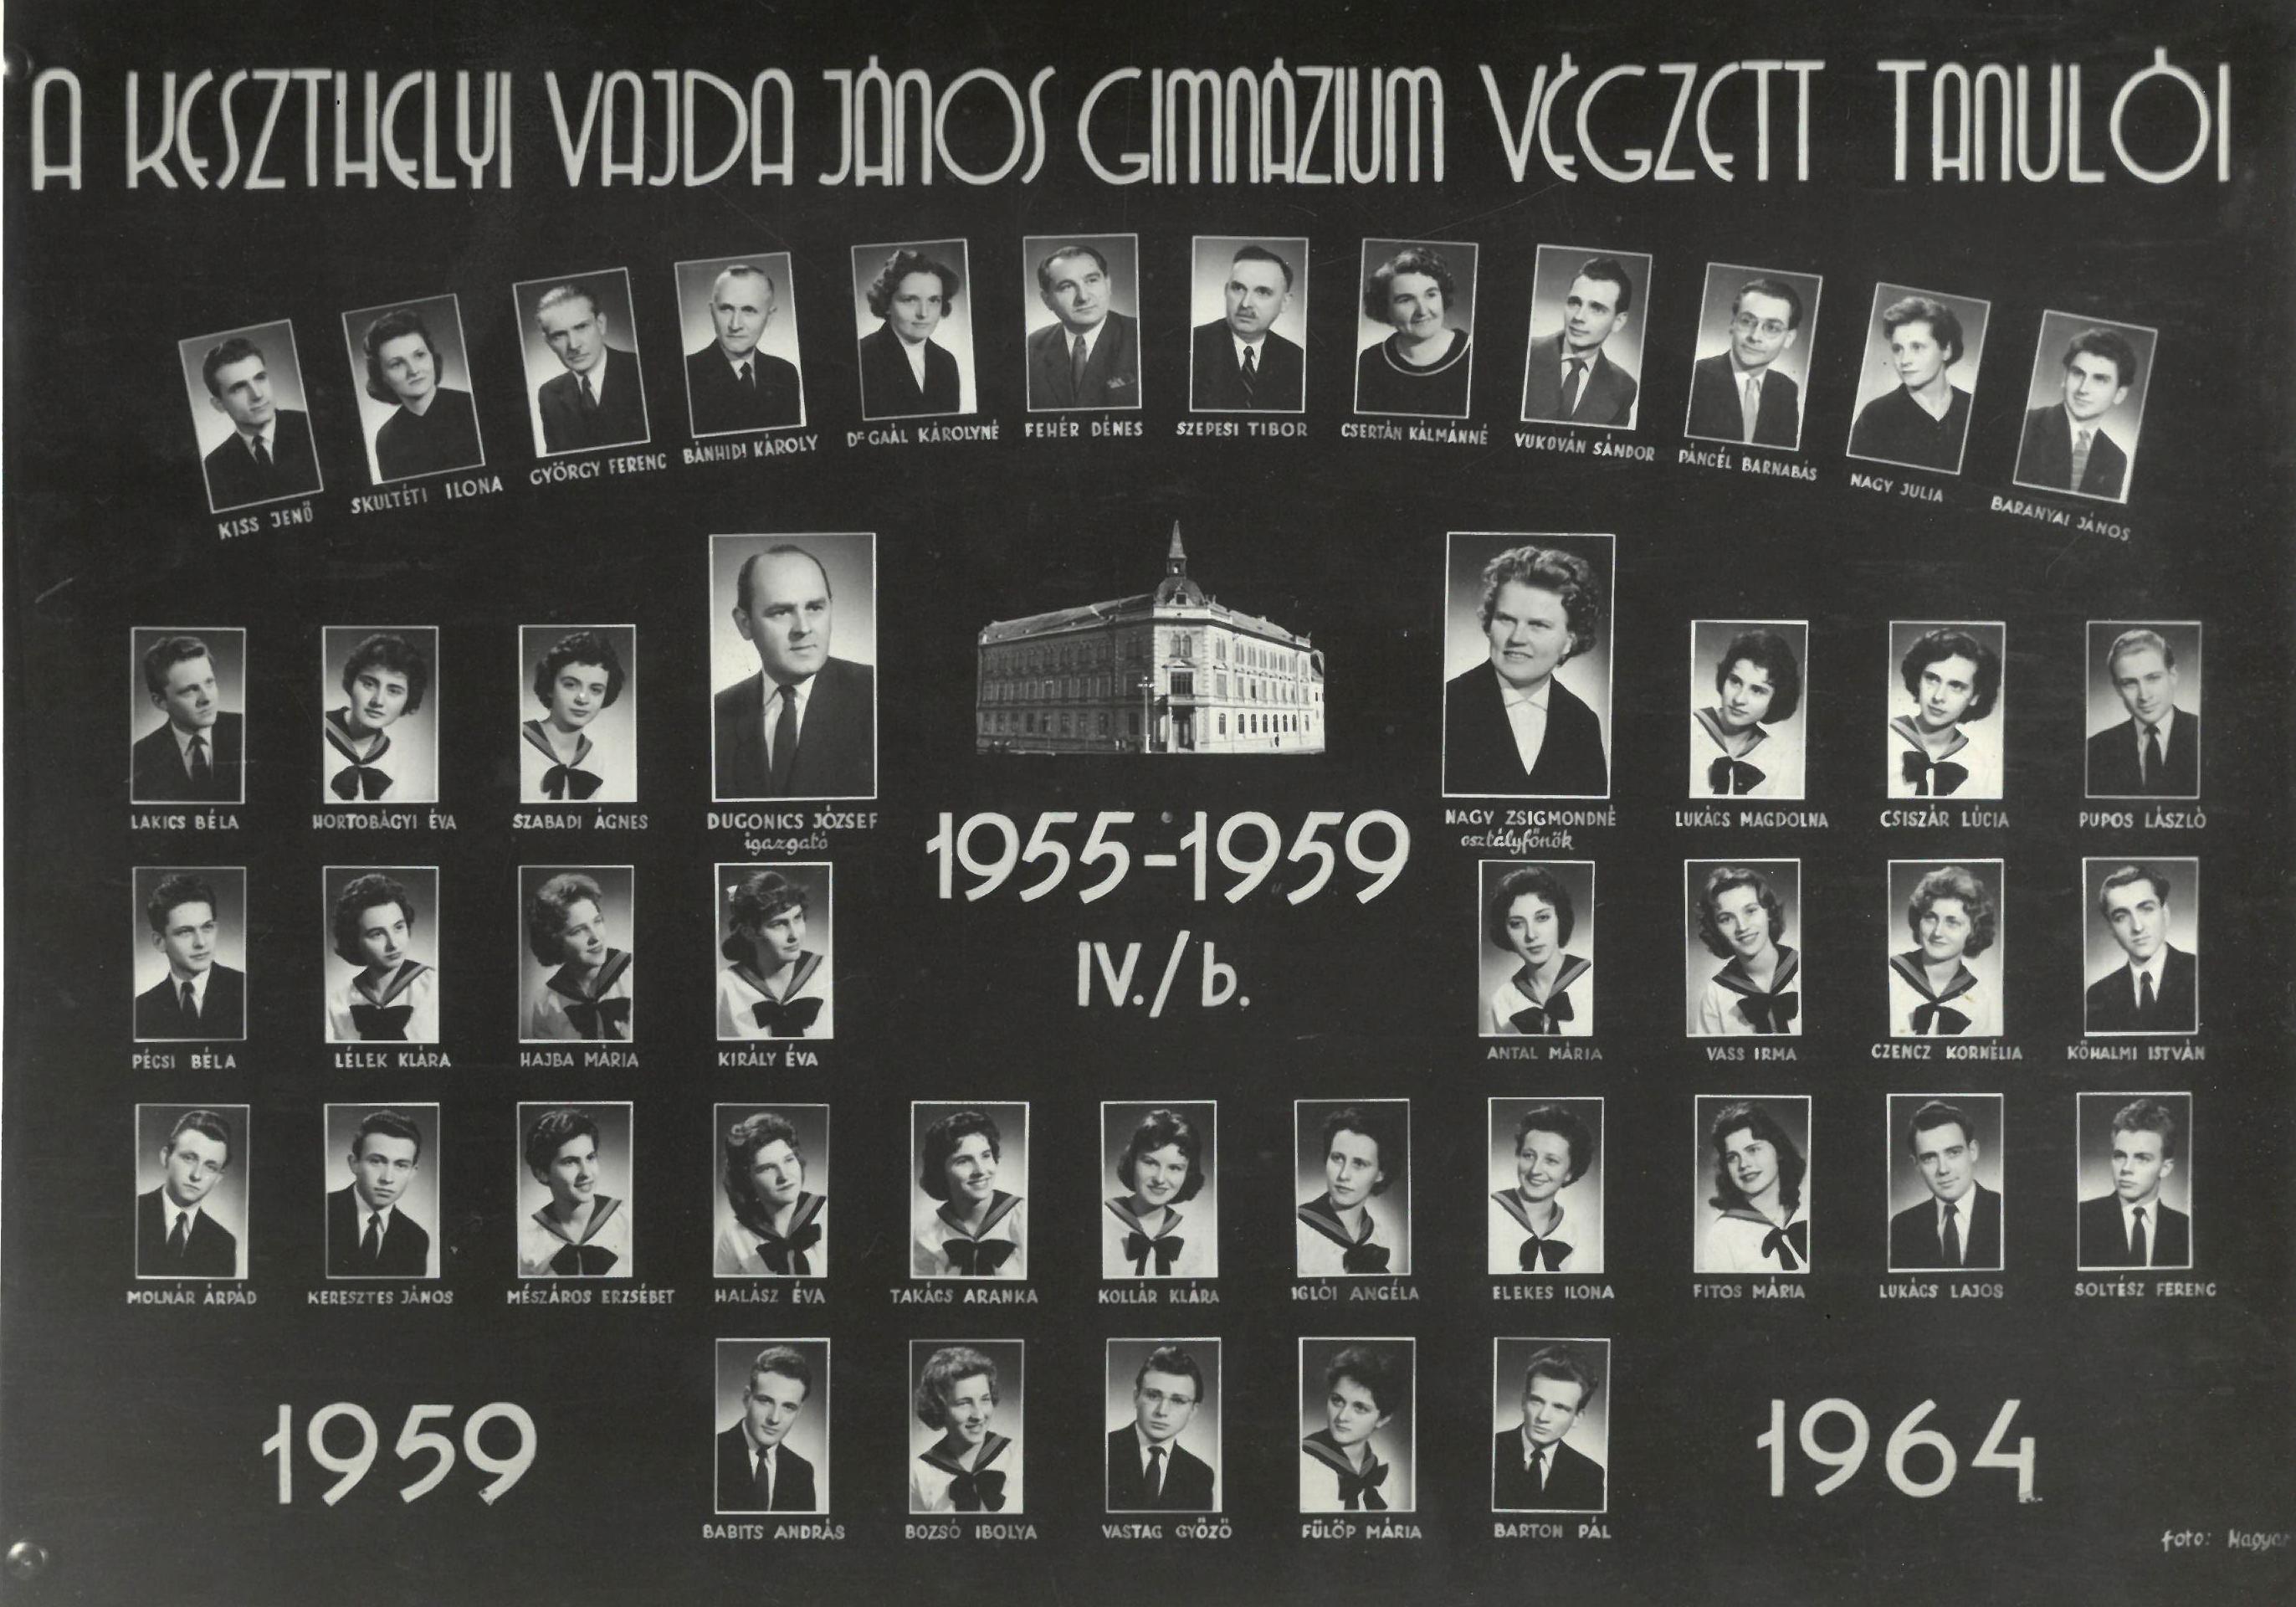 A KESZTHELYI VAJDA JÁNOS GIMNÁZIUM VÉGZETT TANULÓI
KISS JENŐ
SKULTÉTI ILONA
GYÖRGY FERENC
BÁNHIDI KÁROLY
Dr GAÁL KÁROLYNÉ
FEHÉR DÉNES
SZEPESI TIBOR
CSERTÁN KÁLMÁNNÉ
VUKOVÁN SÁNDOR
PÁNCÉL BARNABÁS
NAGY JULIA
BARANYAI JÁNOS
LAKICS BÉLA
HORTOBÁGYI ÉVA
SZABADI ÁGNES
DUGONICS JÓZSEF
igazgató
1955-1959
IV./b.
NAGY ZSIGMONDNÉ
osztályfőnök
LUKÁCS MAGDOLNA
CSISZÁR LÚCIA
PUPOS LÁSZLÓ
PÉCSI BÉLA
LÉLEK KLÁRA
HAJBA MÁRIA
KIRÁLY ÉVA
ANTAL MÁRIA
VASS IRMA
CZENCZ KORNÉLIA
KŐHALMI ISTVÁN
MOLNÁR ÁRPÁD
KERESZTES JÁNOS
MÉSZÁROS ERZSÉBET
HALÁSZ ÉVA
TAKÁCS ARANKA
KOLLÁR KLÁRA
IGLÓI ANGÉLA
ELEKES ILONA
FITOS MÁRIA
LUKÁCS LAJOS
SOLTÉSZ FERENC
1959
BABITS ANDRÁS
BOZSÓ IBOLYA
VASTAG GYŐZŐ
FÜLÖP MÁRIA
BARTON PÁL
1964
foto: Magyar